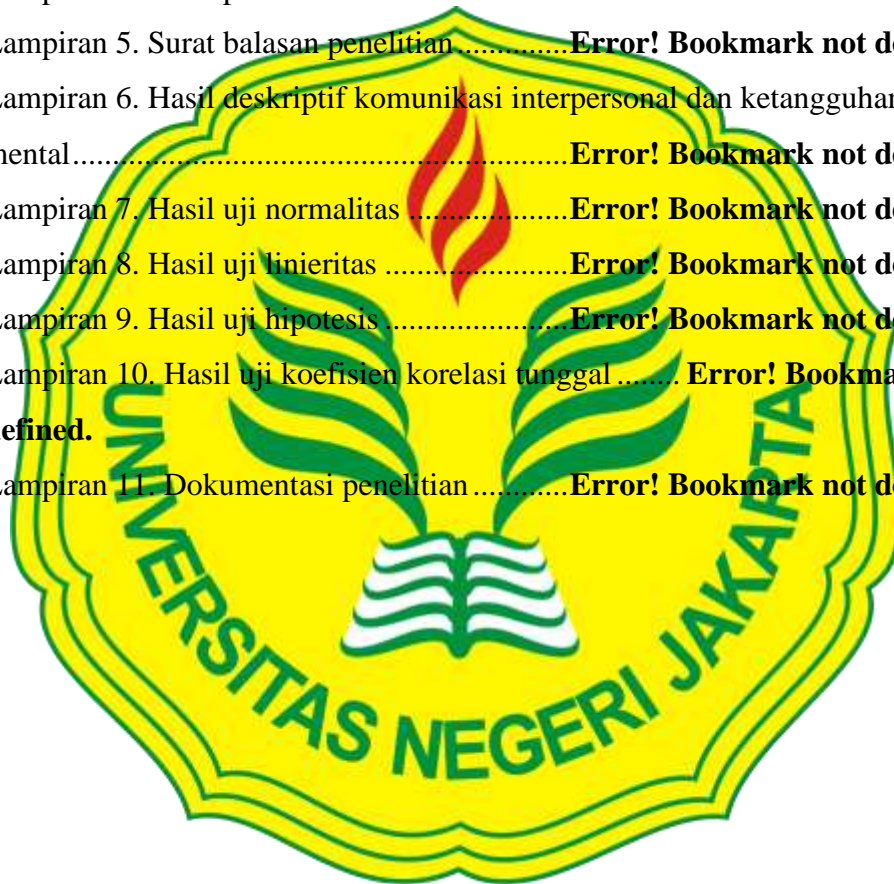 Lampiran 5. Surat balasan penelitian..............Error! Bookmark not de
Lampiran 6. Hasil deskriptif komunikasi interpersonal dan ketangguhan
mental..............................................................Error! Bookmark not de
Lampiran 7. Hasil uji normalitas ....................Error! Bookmark not de
Lampiran 8. Hasil uji linieritas .......................Error! Bookmark not de
Lampiran 9. Hasil uji hipotesis.......................Error! Bookmark not de
Lampiran 10. Hasil uji koefisien korelasi tunggal........ Error! Bookma
defined.
Lampiran 11. Dokumentasi penelitian............Error! Bookmark not de
UNIVERSITAS NEGERI JAKARTA